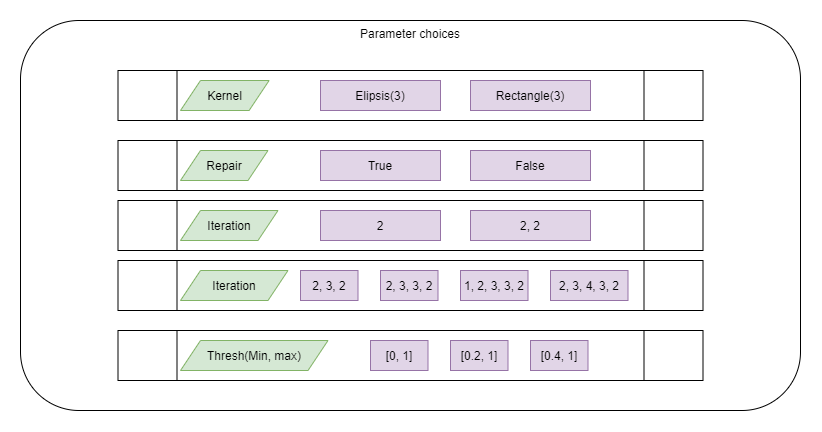 Parameter choices
Kernel Elipsis(3) Rectangle(3)
Repair True False
Iteration 2 2, 2
Iteration 2, 3, 2 2, 3, 3, 2 1, 2, 3, 3, 2 2, 3, 4, 3, 2
Thresh(Min, max) [0, 1] [0.2, 1] [0.4, 1]